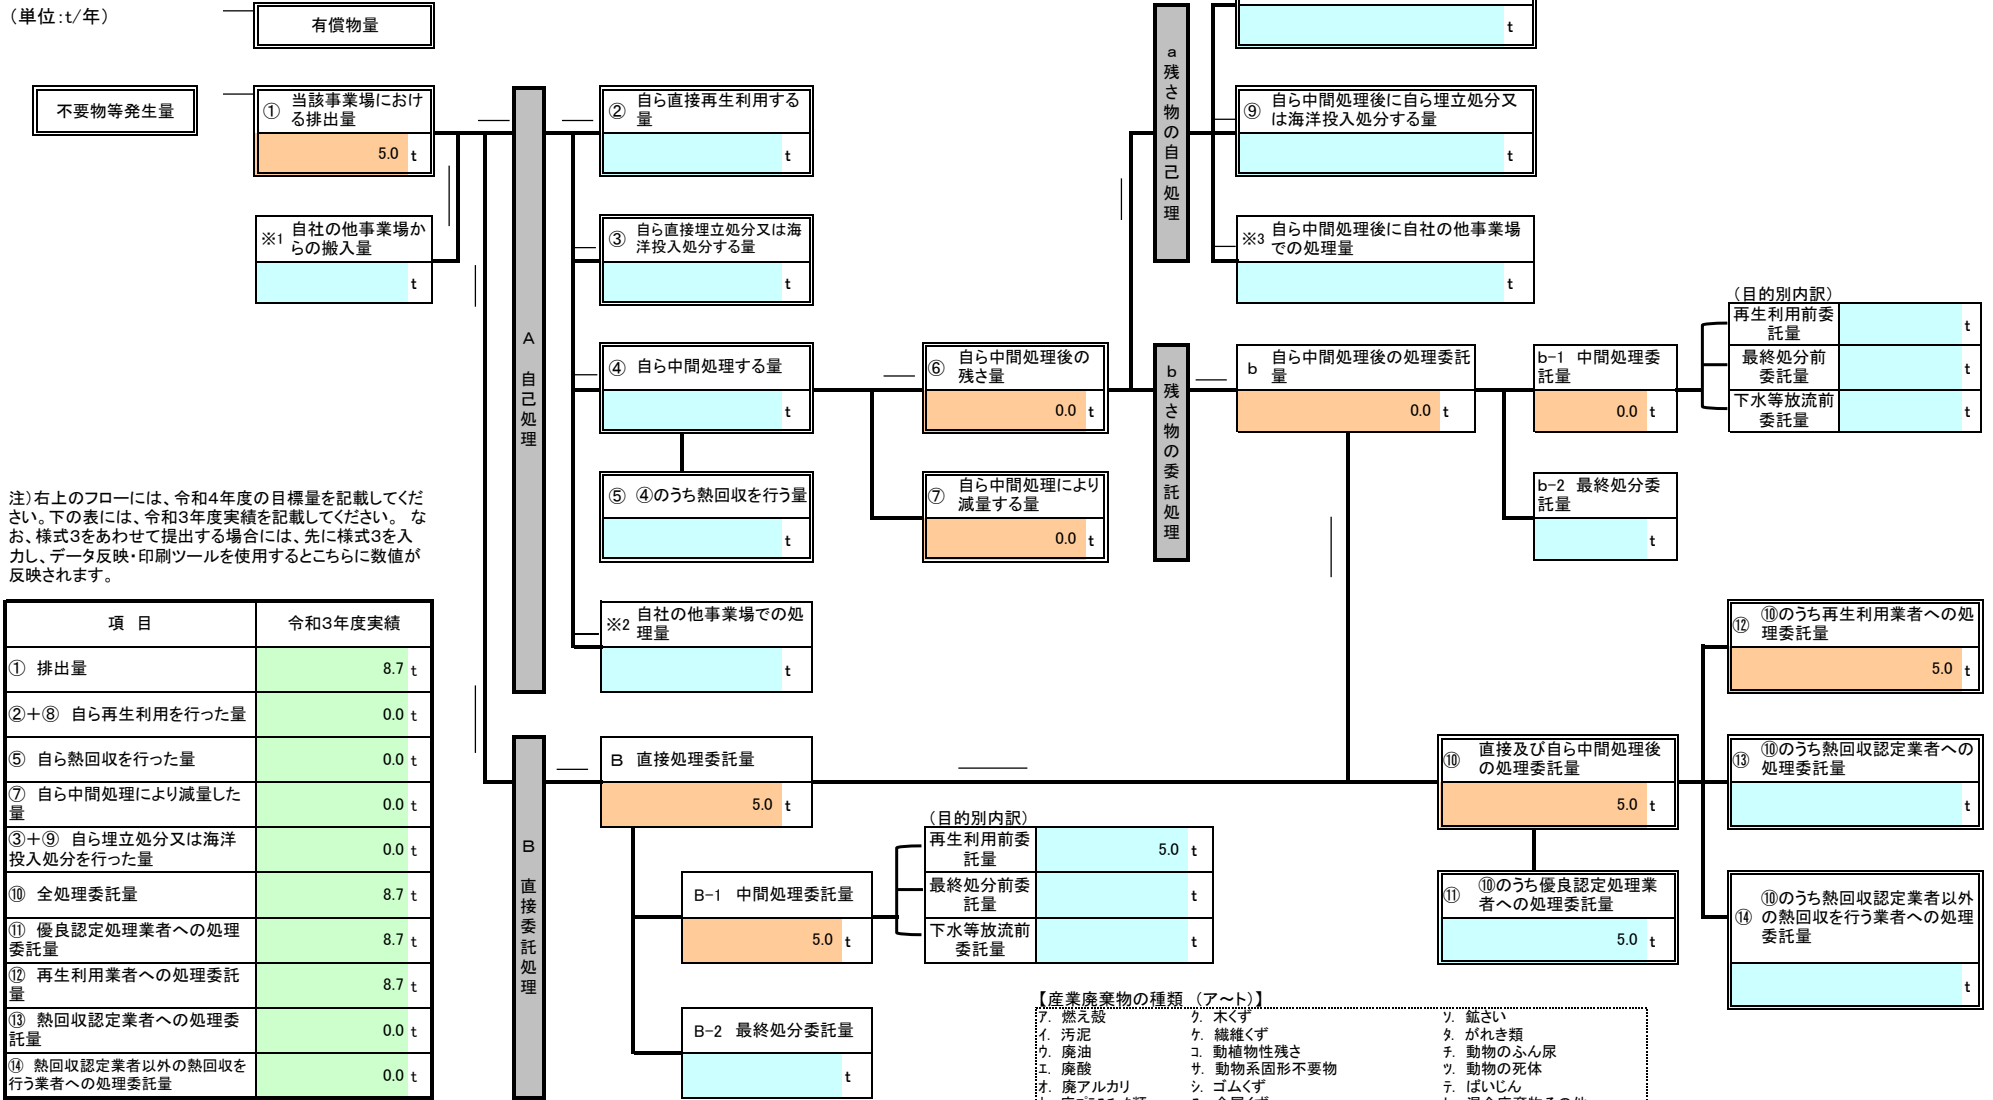 （単位：t/年）
有償物量
t
不要物等発生量
① 当該事業場におけ
る排出量
5.0 t
※1 自社の他事業場か
らの搬入量
t
A 自己処理
② 自ら直接再生利用する
量
t
③ 自ら直接埋立処分又は海
洋投入処分する量
t
④ 自ら中間処理する量
t
⑤ ④のうち熱回収を行う量
t
※2 自社の他事業場での処
理量
t
⑥ 自ら中間処理後の
残さ量
0.0 t
⑦ 自ら中間処理により
減量する量
0.0 t
a 残さ物の自己処理
⑨ 自ら中間処理後に自ら埋立処分又
は海洋投入処分する量
t
※3 自ら中間処理後に自社の他事業場
での処理量
t
b 残さ物の委託処理
b 自ら中間処理後の処理委託
量
0.0 t
b-1 中間処理委
託量
0.0 t
b-2 最終処分委
託量
t
（目的別内訳）
再生利用前委
託量
t
最終処分前
委託量
t
下水等放流前
委託量
t
注）右上のフローには、令和４年度の目標量を記載してくだ
さい。下の表には、令和３年度実績を記載してください。 な
お、様式３をあわせて提出する場合には、先に様式３を入
力し、データ反映・印刷ツールを使用するとこちらに数値が
反映されます。
項 目 令和３年度実績
① 排出量 8.7 t
②＋⑧ 自ら再生利用を行った量 0.0 t
⑤ 自ら熱回収を行った量 0.0 t
⑦ 自ら中間処理により減量した
量 0.0 t
③＋⑨ 自ら埋立処分又は海洋
投入処分を行った量 0.0 t
⑩ 全処理委託量 8.7 t
⑪ 優良認定処理業者への処理
委託量 8.7 t
⑫ 再生利用業者への処理委託
量 8.7 t
⑬ 熱回収認定業者への処理委
託量 0.0 t
⑭ 熱回収認定業者以外の熱回収を
行う業者への処理委託量 0.0 t
B 直接委託処理
B 直接処理委託量
5.0 t
B-1 中間処理委託量
5.0 t
B-2 最終処分委託量
t
（目的別内訳）
再生利用前委
託量
5.0 t
最終処分前委
託量
t
下水等放流前
委託量
t
⑩ 直接及び自ら中間処理後
の処理委託量
5.0 t
⑪ ⑩のうち優良認定処理業
者への処理委託量
5.0 t
⑫ ⑩のうち再生利用業者への処
理委託量
5.0 t
⑬ ⑩のうち熱回収認定業者への
処理委託量
t
⑭ ⑩のうち熱回収認定業者以外
の熱回収を行う業者への処理
委託量
t
【産業廃棄物の種類 （ア～ト）】
ア. 燃え殻 ク. 木くず ソ. 鉱さい
イ. 汚泥 ケ. 繊維くず タ. がれき類
ウ. 廃油 コ. 動植物性残さ チ. 動物のふん尿
エ. 廃酸 サ. 動物系固形不要物 ツ. 動物の死体
オ. 廃アルカリ シ. ゴムくず テ. ばいじん